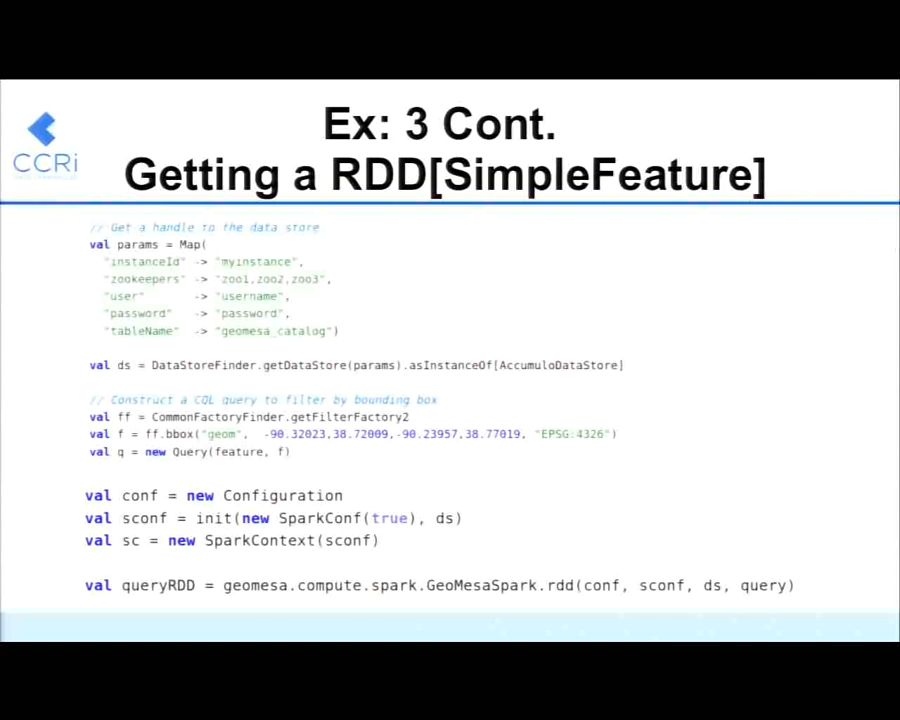 CCRi
Ex: 3 Cont.
Getting a RDD[SimpleFeature]
// Get a handle to the data store
val params = Map(
"instanceId" -> "myinstance",
"zookeepers" -> "zoo1,zoo2,zoo3",
"user" -> "username",
"password" -> "password",
"tableName" -> "geomesa_catalog")
val ds = DataStoreFinder.getDataStore(params).asInstanceOf[AccumuloDataStore]
// Construct a CQL query to filter by bounding box
val ff = CommonFactoryFinder.getFilterFactory2
val f = ff.bbox("geom", -90.32023,38.72009,-90.23957,38.77019, "EPSG:4326")
val q = new Query(feature, f)
val conf = new Configuration
val sconf = init(new SparkConf(true), ds)
val sc = new SparkContext(sconf)
val queryRDD = geomesa.compute.spark.GeoMesaSpark.rdd(conf, sconf, ds, query)